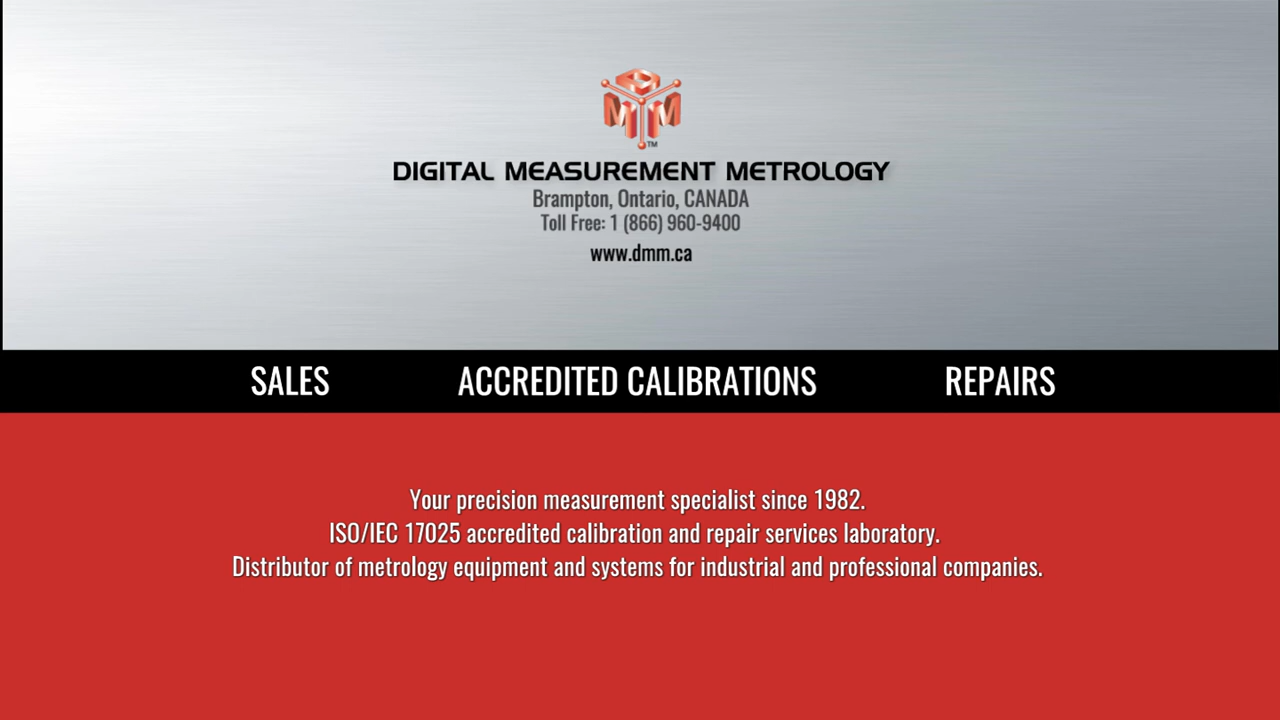 DMM™
DIGITAL MEASUREMENT METROLOGY
Brampton, Ontario, CANADA
Toll Free: 1 (866) 960-9400
www.dmm.ca
SALES ACCREDITED CALIBRATIONS REPAIRS
Your precision measurement specialist since 1982.
ISO/IEC 17025 accredited calibration and repair services laboratory.
Distributor of metrology equipment and systems for industrial and professional companies.